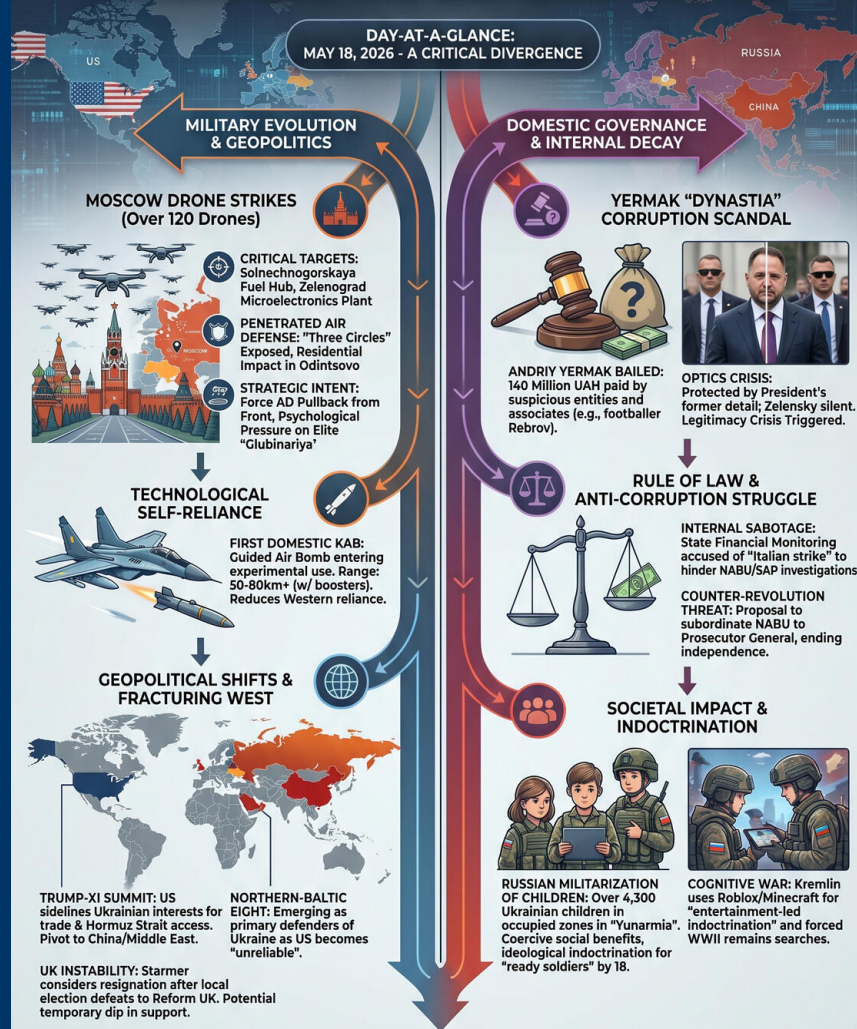 DAY-AT-A-GLANCE:
MAY 18, 2026 - A CRITICAL DIVERGENCE
US
RUSSIA
CHINA
MILITARY EVOLUTION
& GEOPOLITICS
DOMESTIC GOVERNANCE
& INTERNAL DECAY
MOSCOW DRONE STRIKES
(Over 120 Drones)
MOSCOW
CRITICAL TARGETS:
Solnechnogorskaya
Fuel Hub, Zelenograd
Microelectronics Plant
PENETRATED AIR
DEFENSE: "Three Circles"
Exposed, Residential
Impact in Odintsovo
STRATEGIC INTENT:
Force AD Pullback from
Front, Psychological
Pressure on Elite
"Glubinariya'
TECHNOLOGICAL
SELF-RELIANCE
FIRST DOMESTIC KAB:
Guided Air Bomb entering
experimental use. Range:
50-80km+ (w/ boosters).
Reduces Western reliance.
GEOPOLITICAL SHIFTS &
FRACTURING WEST
TRUMP-XI SUMMIT: US
sidelines Ukrainian interests for
trade & Hormuz Strait access.
Pivot to China/Middle East.
NORTHERN-BALTIC
EIGHT: Emerging as
primary defenders of
Ukraine as US becomes
"unreliable".
UK INSTABILITY: Starmer
considers resignation after local
election defeats to Reform UK. Potential
temporary dip in support.
YERMAK "DYNASTIA"
CORRUPTION SCANDAL
?
?
ANDRIY YERMAK BAILED:
140 Million UAH paid by
suspicious entities and
associates (e.g., footballer
Rebrov).
OPTICS CRISIS:
Protected by President's
former detail; Zelensky silent.
Legitimacy Crisis Triggered.
RULE OF LAW &
ANTI-CORRUPTION STRUGGLE
INTERNAL SABOTAGE:
State Financial Monitoring
accused of "Italian strike" to
hinder NABU/SAP investigations
COUNTER-REVOLUTION
THREAT: Proposal to
subordinate NABU to
Prosecutor General, ending
independence.
SOCIETAL IMPACT &
INDOCTRINATION
RUSSIAN MILITARIZATION
OF CHILDREN: Over 4,300
Ukrainian children in
occupied zones in "Yunarmia".
Coercive social benefits,
ideological indoctrination for
"ready soldiers" by 18.
COGNITIVE WAR: Kremlin
uses Roblox/Minecraft for
"entertainment-led
indoctrination" and forced
WWII remains searches.